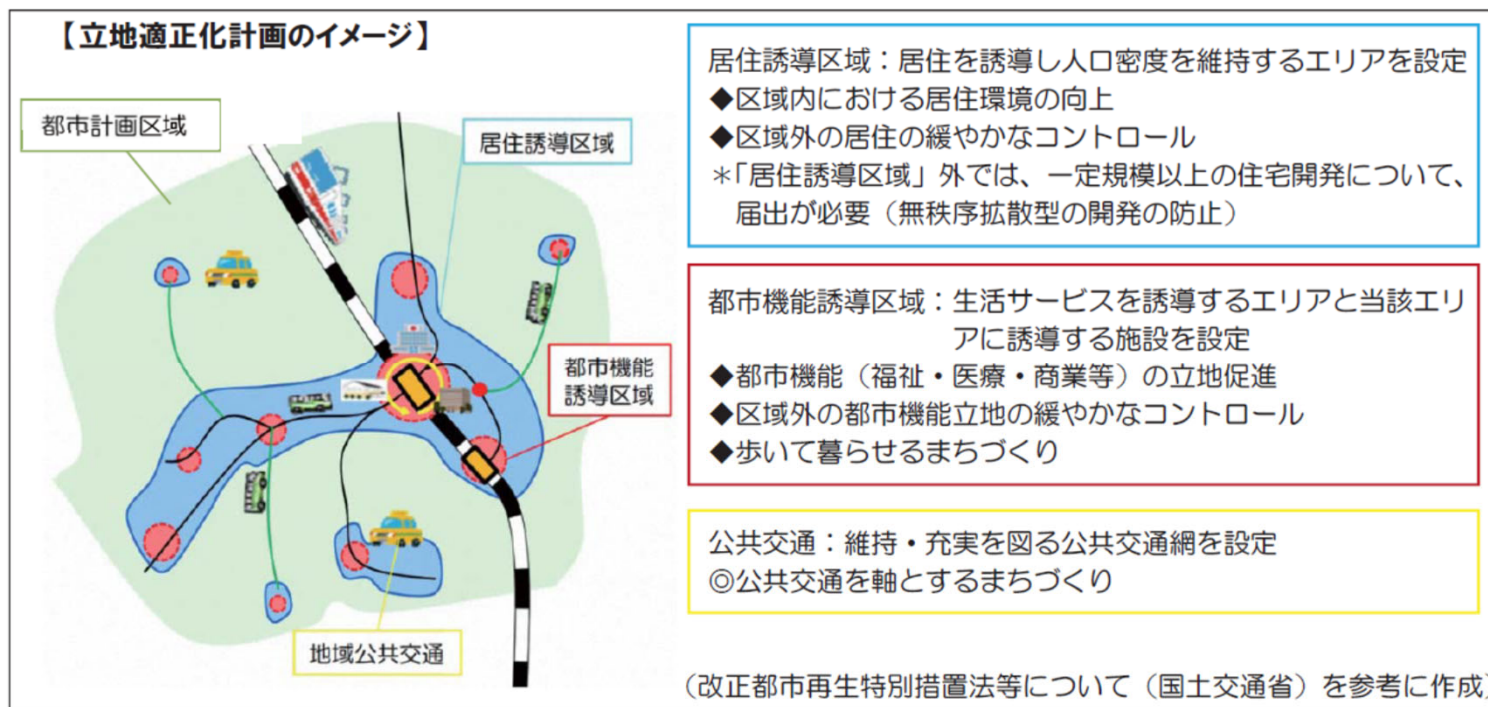 【立地適正化計画のイメージ】
都市計画区域
居住誘導区域
都市機能
誘導区域
地域公共交通
居住誘導区域：居住を誘導し人口密度を維持するエリアを設定
◆区域内における居住環境の向上
◆区域外の居住の緩やかなコントロール
＊「居住誘導区域」外では、一定規模以上の住宅開発について、
届出が必要（無秩序拡散型の開発の防止）
都市機能誘導区域：生活サービスを誘導するエリアと当該エリ
アに誘導する施設を設定
◆都市機能（福祉・医療・商業等）の立地促進
◆区域外の都市機能立地の緩やかなコントロール
◆歩いて暮らせるまちづくり
公共交通：維持・充実を図る公共交通網を設定
◎公共交通を軸とするまちづくり
（改正都市再生特別措置法等について（国土交通省）を参考に作成）